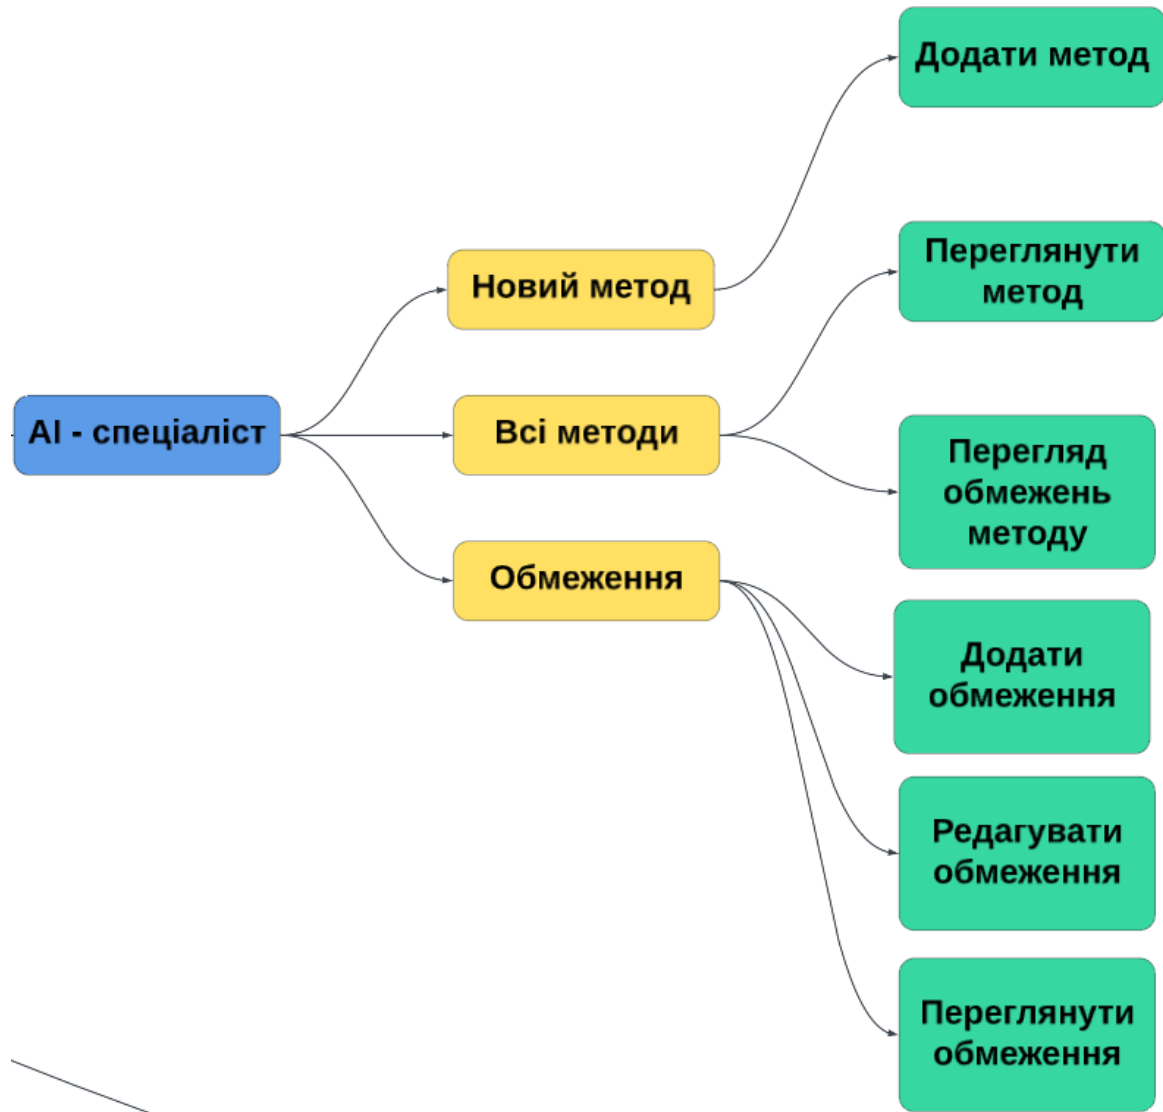 Додати метод
Переглянути
метод
Новий метод
АІ - спеціаліст
Всі методи
Перегляд
обмежень
методу
Обмеження
Додати
обмеження
Редагувати
обмеження
Переглянути
обмеження